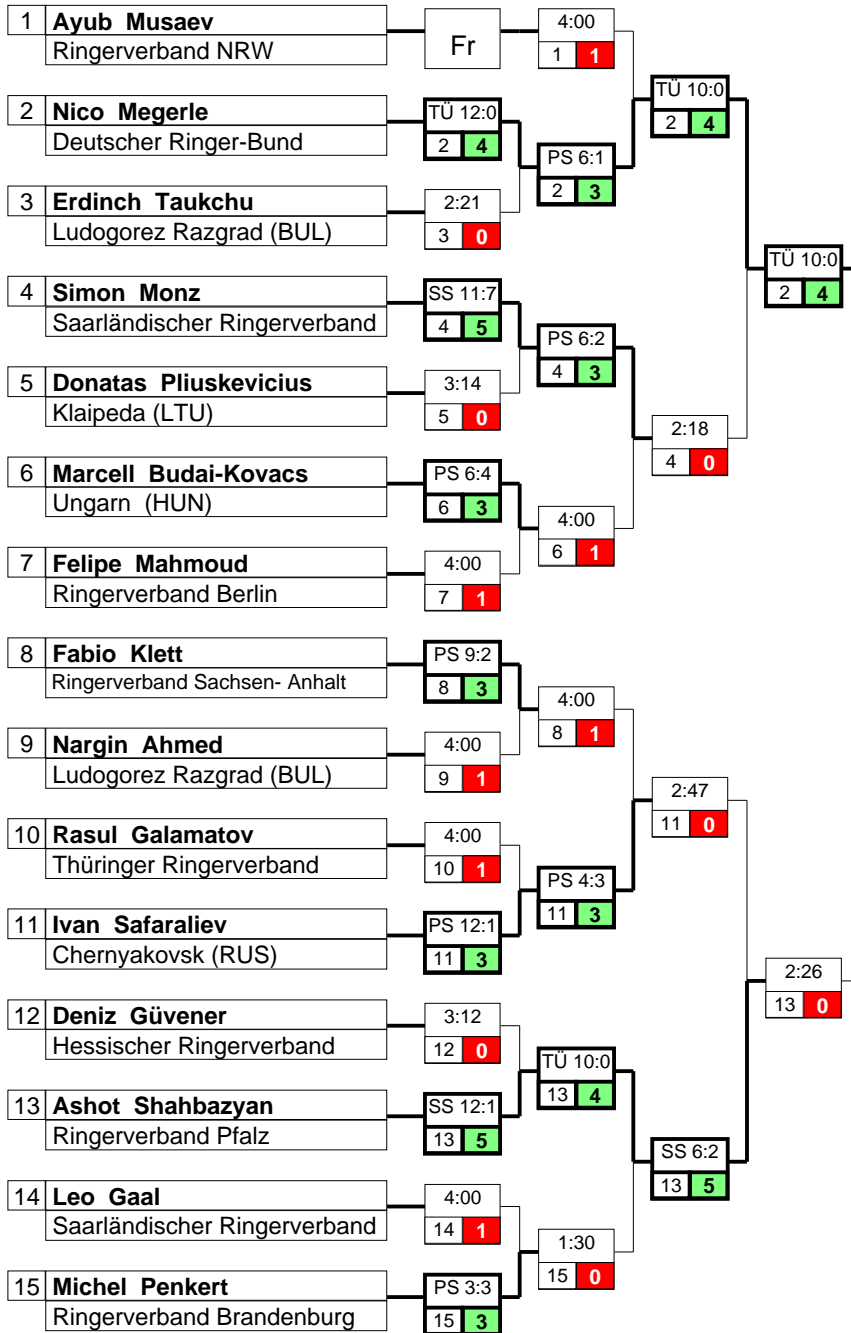 1 Ayub Musaev
Ringerverband NRW
Fr
4:00
1 1
TÜ 10:0
2 4
2 Nico Megerle
Deutscher Ringer-Bund
TÜ 12:0
2 4
PS 6:1
2 3
3 Erdinch Taukchu
Ludogorez Razgrad (BUL)
2:21
3 0
TÜ 10:0
2 4
4 Simon Monz
Saarländischer Ringerverband
SS 11:7
4 5
PS 6:2
4 3
5 Donatas Pliuskevicius
Klaipeda (LTU)
3:14
5 0
2:18
4 0
6 Marcell Budai-Kovacs
Ungarn (HUN)
PS 6:4
6 3
4:00
6 1
7 Felipe Mahmoud
Ringerverband Berlin
4:00
7 1
8 Fabio Klett
Ringerverband Sachsen- Anhalt
PS 9:2
8 3
4:00
8 1
9 Nargin Ahmed
Ludogorez Razgrad (BUL)
4:00
9 1
2:47
11 0
10 Rasul Galamatov
Thüringer Ringerverband
4:00
10 1
PS 4:3
11 3
11 Ivan Safaraliev
Chernyakovsk (RUS)
PS 12:1
11 3
2:26
13 0
12 Deniz Güvener
Hessischer Ringerverband
3:12
12 0
TÜ 10:0
13 4
13 Ashot Shahbazyan
Ringerverband Pfalz
SS 12:1
13 5
SS 6:2
13 5
14 Leo Gaal
Saarländischer Ringerverband
4:00
14 1
1:30
15 0
15 Michel Penkert
Ringerverband Brandenburg
PS 3:3
15 3